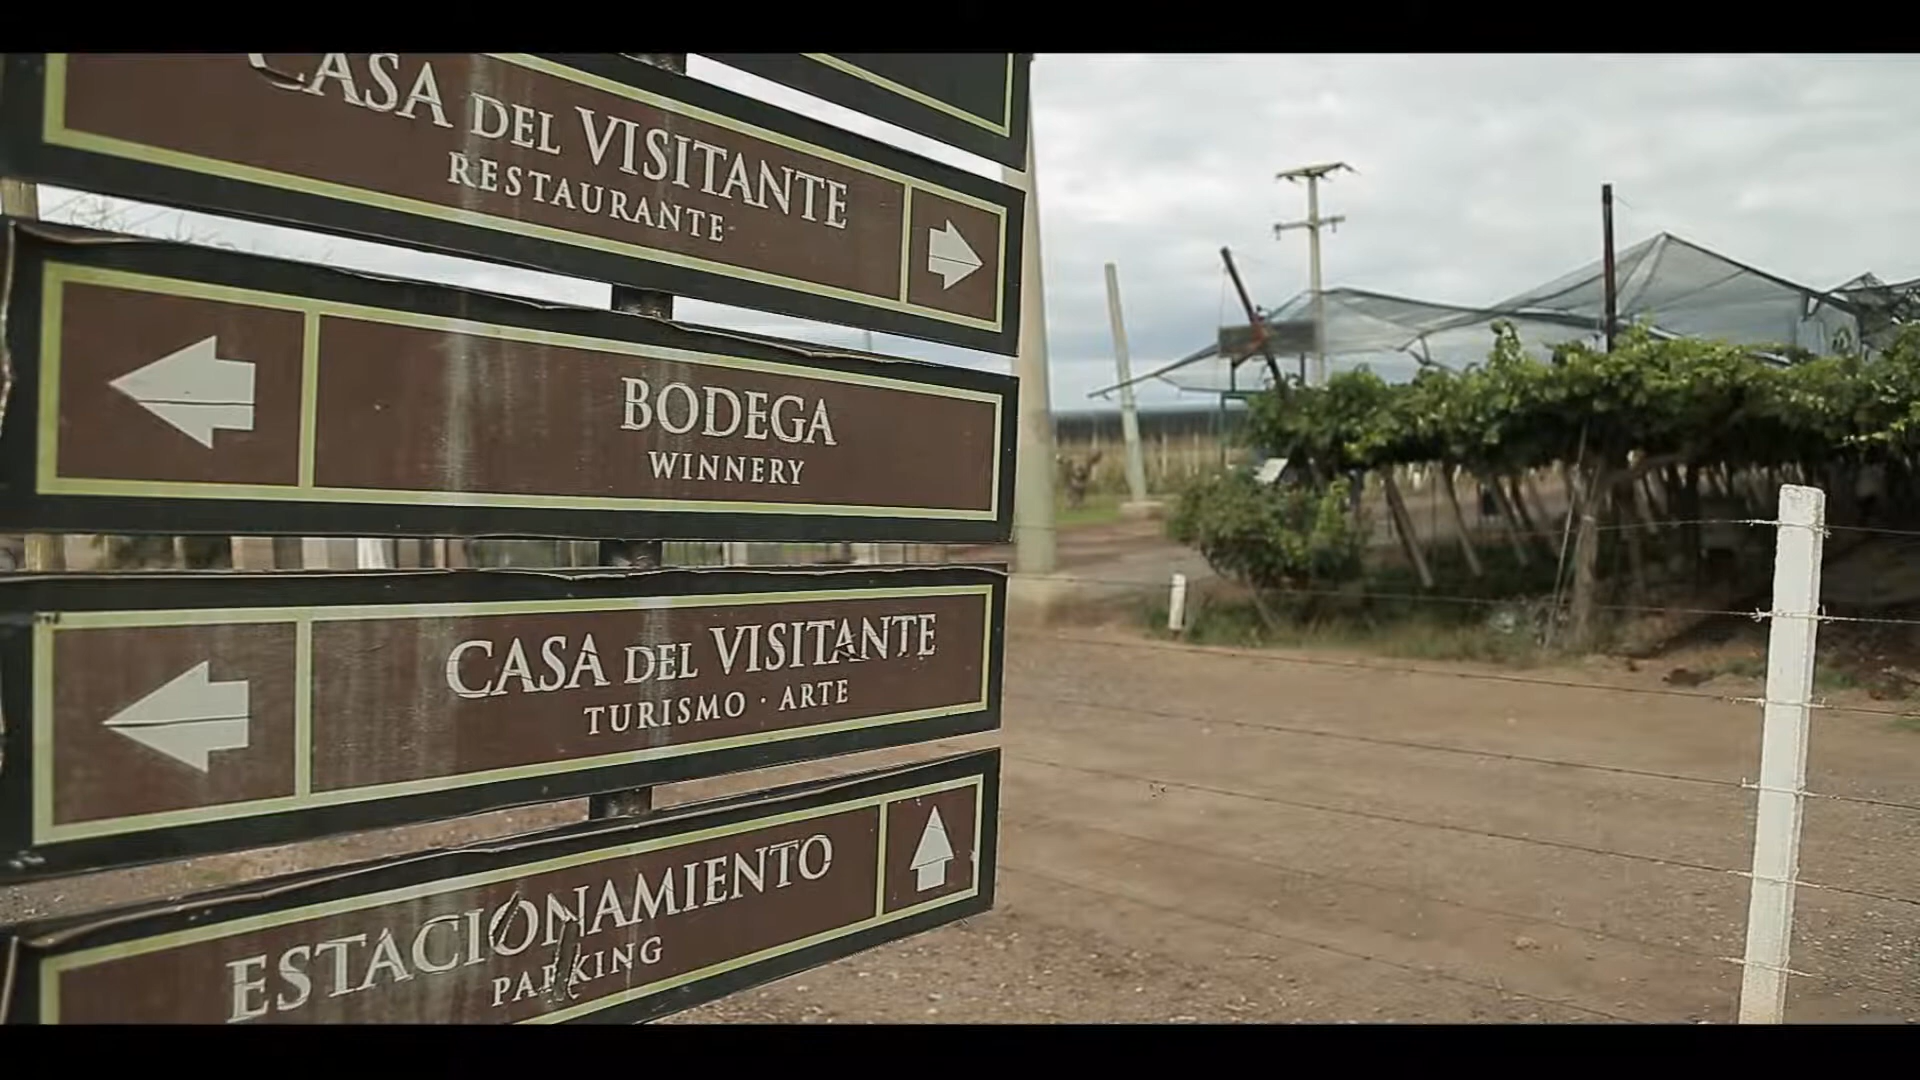 CASA DEL VISITANTE
RESTAURANTE
BODEGA
WINNERY
CASA DEL VISITANTE
TURISMO · ARTE
ESTACIONAMIENTO
PARKING